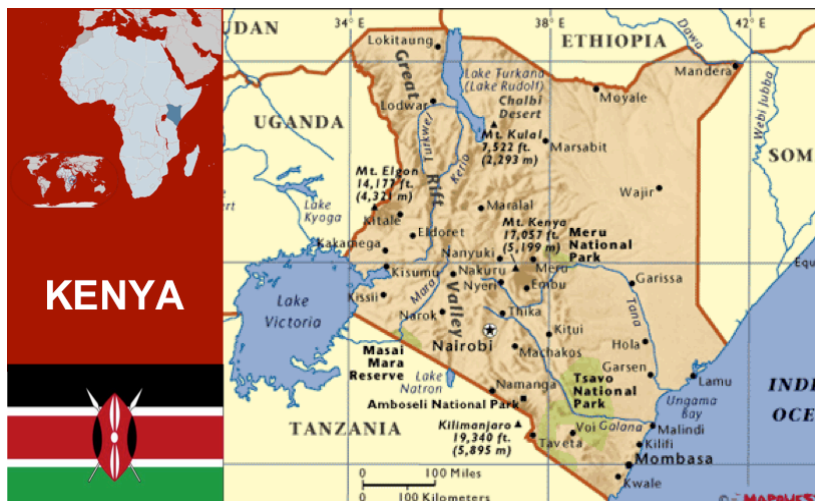 KENYA
34° E
38° E
42° E
UDAN
ETHIOPIA
Dawa
Lokitaung
Mandera
Great
Lake Turkana
(Lake Rudolf)
Moyale
Chalbi
Desert
Lodwar
Webi Jubba
UGANDA
Turkwel
Mt. Kulal
7,522 ft.
(2,293 m)
Marsabit
SOM
Kerio
Mt. Elgon
14,177 ft.
(4,321 m)
Rift
Wajir
Lake
Kyoga
Kitale
Maralal
Mt. Kenya
17,057 ft.
(5,199 m)
Eldoret
Meru
National
Park
Kakamega
Nanyuki
Equ
Kisumu
Nakuru
Meru
Nyeri
Embu
Garissa
Lake
Victoria
Kissii
Mara
Valley
Tana
Narok
Thika
Nairobi
Kitui
Hola
Masai
Mara
Reserve
Machakos
Lake
Natron
Garsen
Lamu
Tsavo
National
Park
Namanga
Ungama
Bay
INDI
OCE
Amboseli National Park
TANZANIA
Kilimanjaro
19,340 ft.
(5,895 m)
Voi
Galana
Malindi
Taveta
Kilifi
Mombasa
0
100 Miles
0
100 Kilometers
Kwale
© MAPQUEST